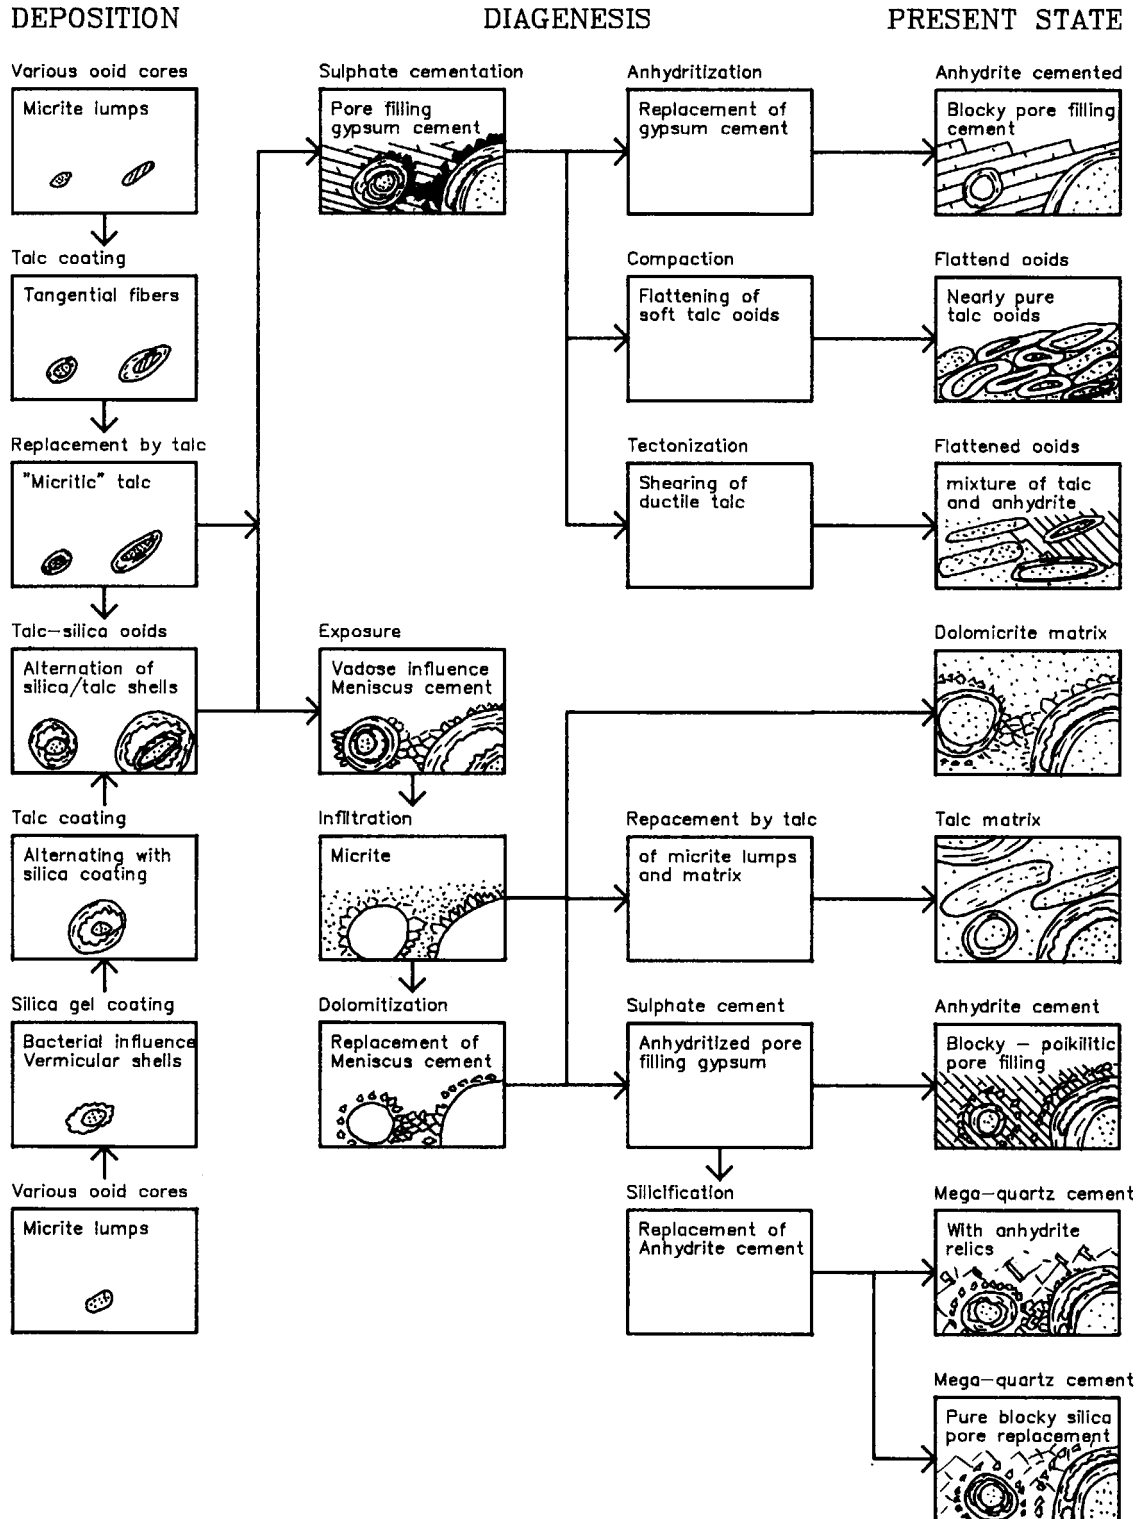 DEPOSITION
DIAGENESIS
PRESENT STATE
Various ooid cores
Micrite lumps
Talc coating
Tangential fibers
Replacement by talc
"Micritic" talc
Talc-silica ooids
Alternation of
silica/talc shells
Talc coating
Alternating with
silica coating
Silica gel coating
Bacterial influence
Vermicular shells
Various ooid cores
Micrite lumps
Sulphate cementation
Pore filling
gypsum cement
Exposure
Vadose influence
Meniscus cement
Infiltration
Micrite
Dolomitization
Replacement of
Meniscus cement
Anhydritization
Replacement of
gypsum cement
Compaction
Flattening of
soft talc ooids
Tectonization
Shearing of
ductile talc
Repacement by talc
of micrite lumps
and matrix
Sulphate cement
Anhydritized pore
filling gypsum
Silicification
Replacement of
Anhydrite cement
Anhydrite cemented
Blocky pore filling
cement
Flattend ooids
Nearly pure
talc ooids
Flattened ooids
mixture of talc
and anhydrite
Dolomicrite matrix
Talc matrix
Anhydrite cement
Blocky - poikilitic
pore filling
Mega-quartz cement
With anhydrite
relics
Mega-quartz cement
Pure blocky silica
pore replacement